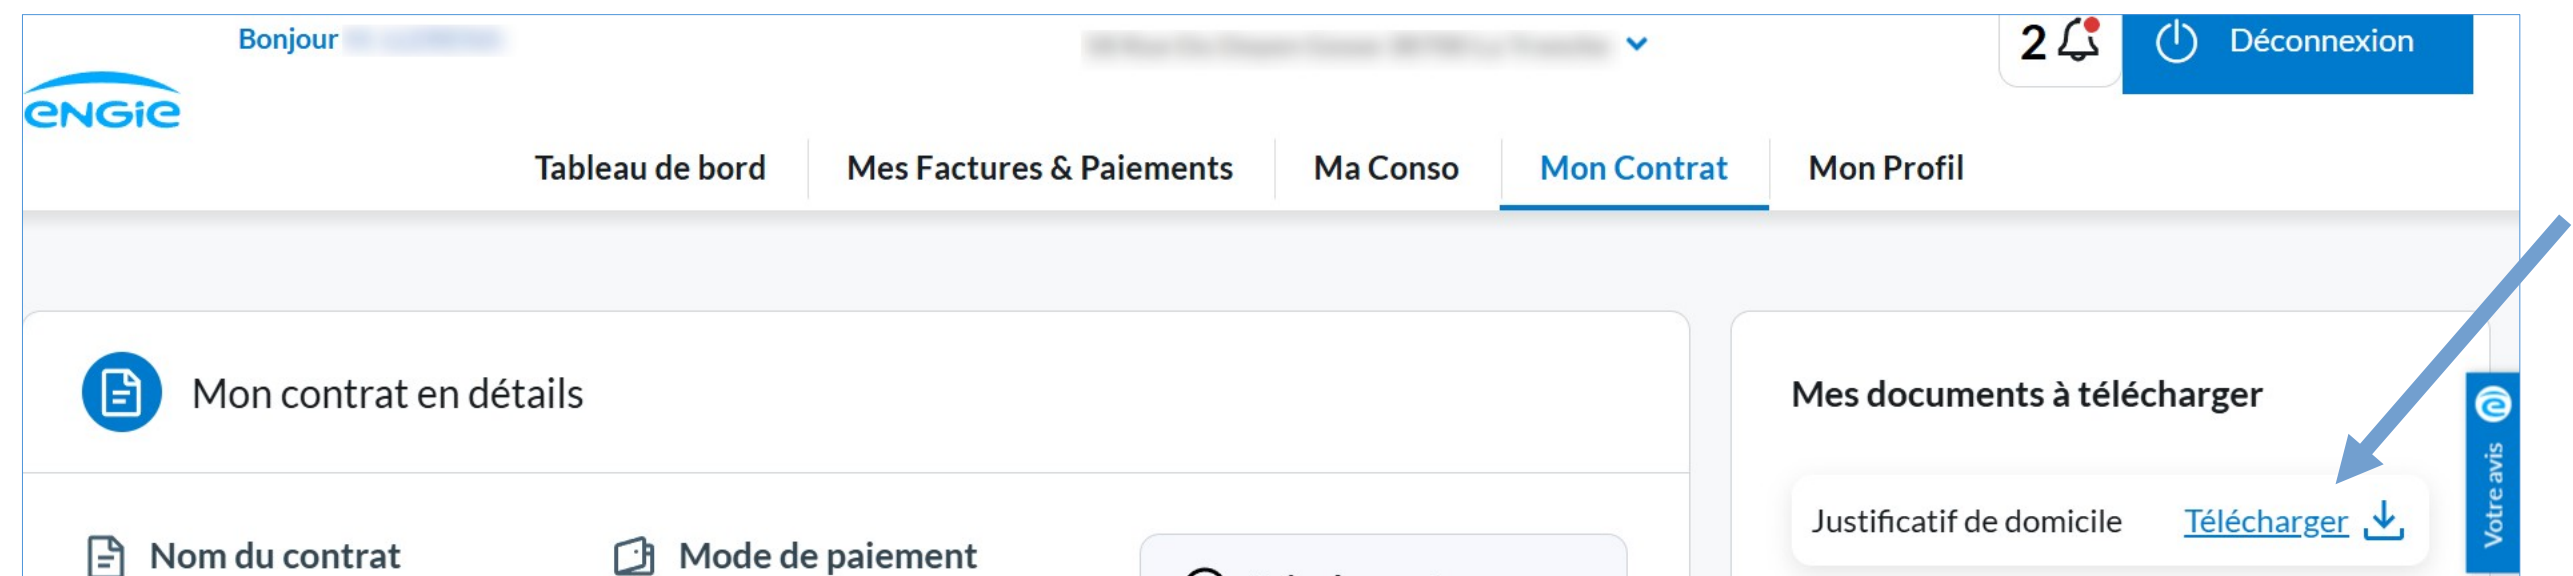 Bonjour
2
Déconnexion
ENGIE
Tableau de bord
Mes Factures & Paiements
Ma Conso
Mon Contrat
Mon Profil
Mon contrat en détails
Mes documents à télécharger
Votre avis
Justificatif de domicile
Télécharger
Nom du contrat
Mode de paiement